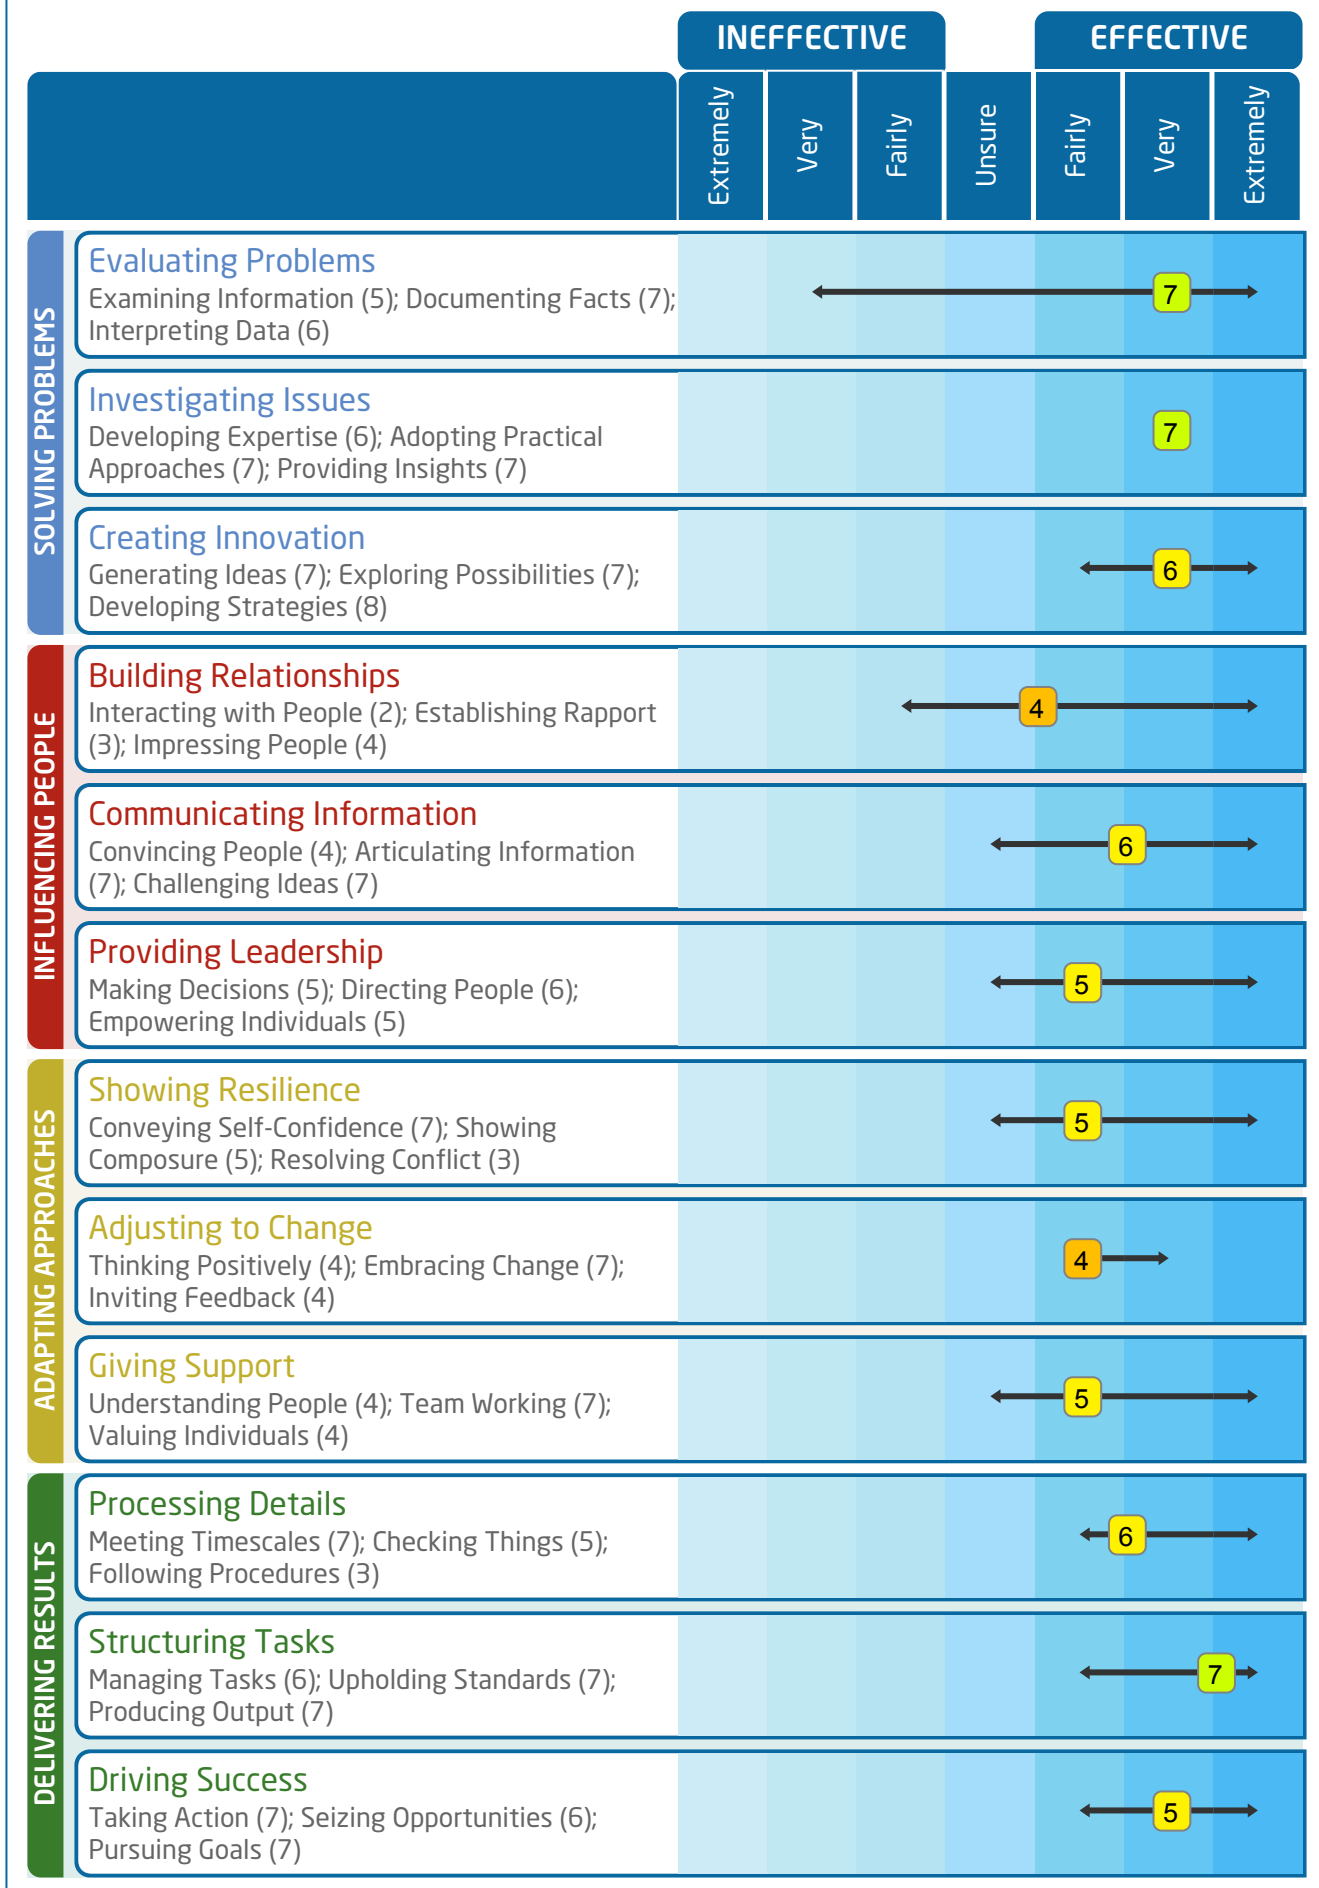 INEFFECTIVE
EFFECTIVE
Extremely
Very
Fairly
Unsure
Fairly
Very
Extremely
SOLVING PROBLEMS
Evaluating Problems
Examining Information (5); Documenting Facts (7);
Interpreting Data (6)
7
Investigating Issues
Developing Expertise (6); Adopting Practical
Approaches (7); Providing Insights (7)
7
Creating Innovation
Generating Ideas (7); Exploring Possibilities (7);
Developing Strategies (8)
6
INFLUENCING PEOPLE
Building Relationships
Interacting with People (2); Establishing Rapport
(3); Impressing People (4)
4
Communicating Information
Convincing People (4); Articulating Information
(7); Challenging Ideas (7)
6
Providing Leadership
Making Decisions (5); Directing People (6);
Empowering Individuals (5)
5
ADAPTING APPROACHES
Showing Resilience
Conveying Self-Confidence (7); Showing
Composure (5); Resolving Conflict (3)
5
Adjusting to Change
Thinking Positively (4); Embracing Change (7);
Inviting Feedback (4)
4
Giving Support
Understanding People (4); Team Working (7);
Valuing Individuals (4)
5
DELIVERING RESULTS
Processing Details
Meeting Timescales (7); Checking Things (5);
Following Procedures (3)
6
Structuring Tasks
Managing Tasks (6); Upholding Standards (7);
Producing Output (7)
7
Driving Success
Taking Action (7); Seizing Opportunities (6);
Pursuing Goals (7)
5